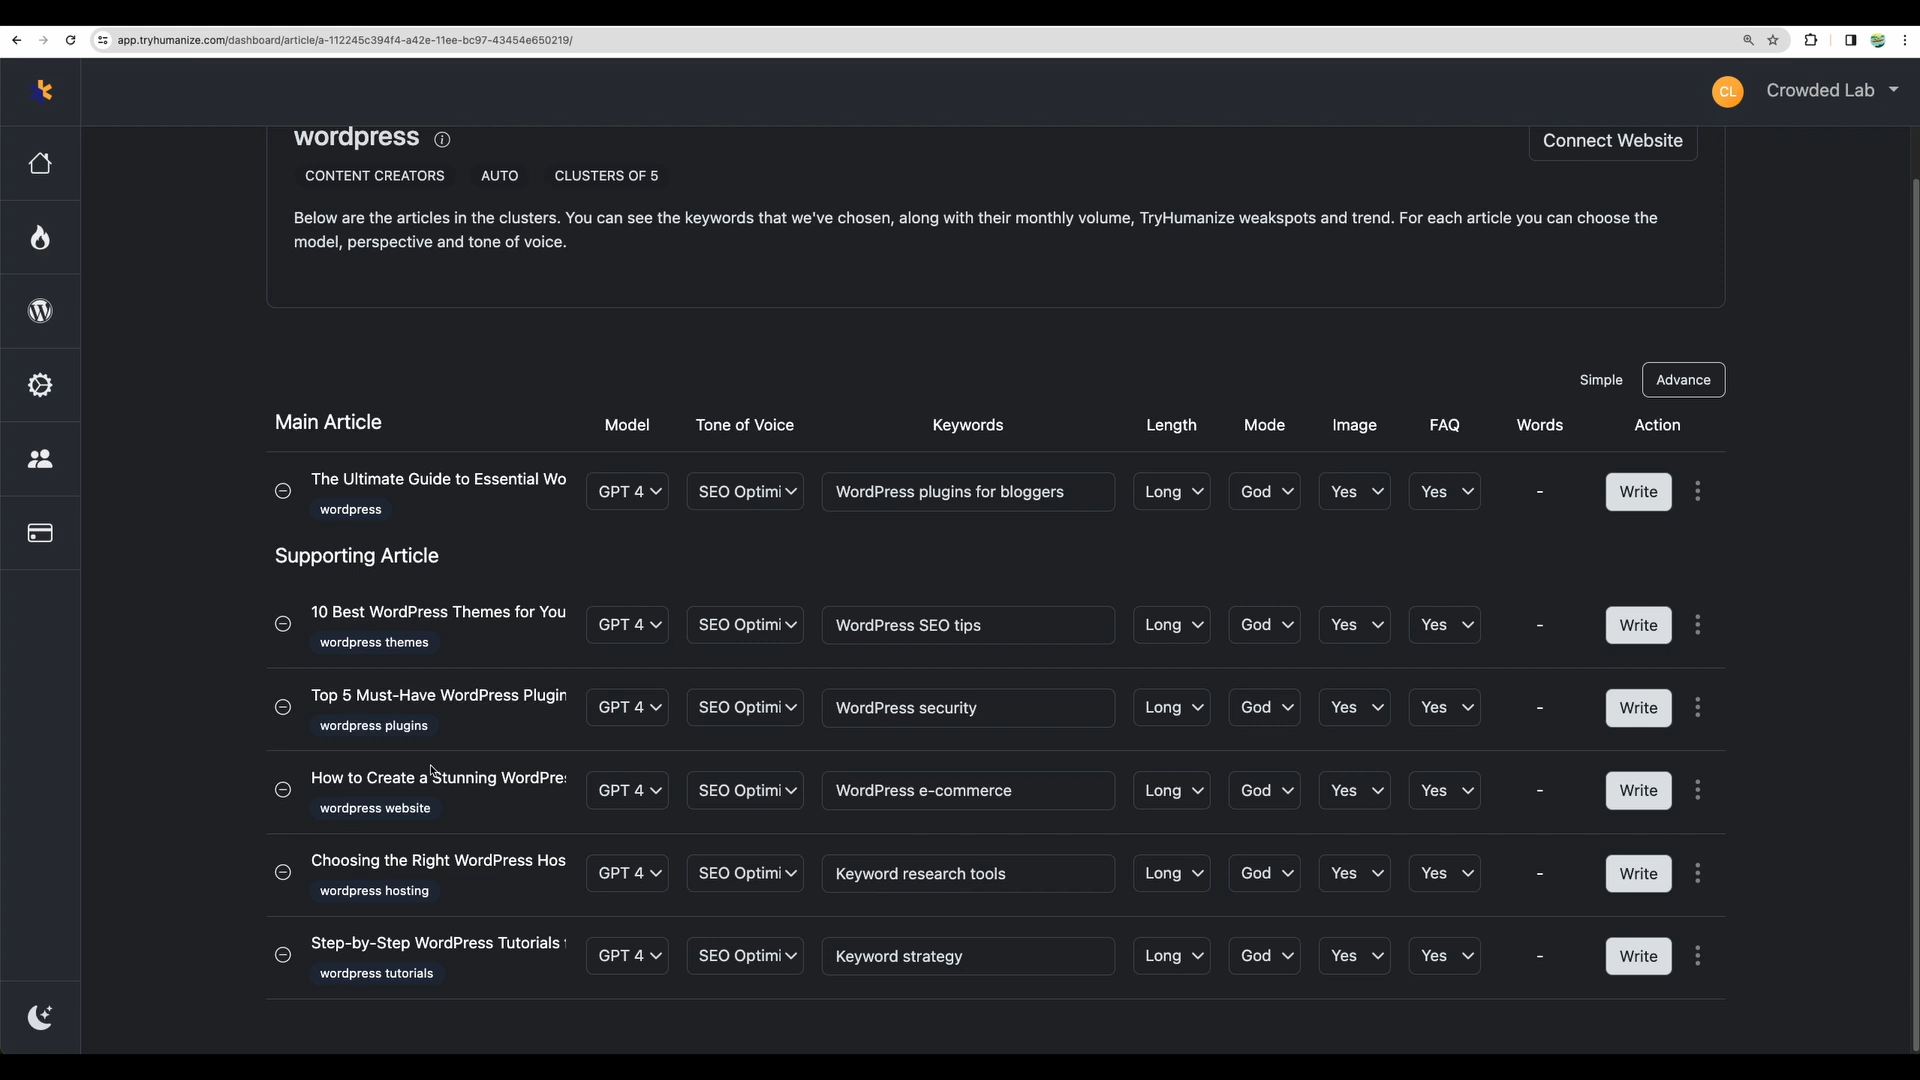 app.tryhumanize.com/dashboard/article/a-112245c394f4-a42e-11ee-bc97-43454e650219/
CL Crowded Lab
wordpress
Connect Website
CONTENT CREATORS AUTO CLUSTERS OF 5
Below are the articles in the clusters. You can see the keywords that we've chosen, along with their monthly volume, TryHumanize weakspots and trend. For each article you can choose the
model, perspective and tone of voice.
Simple Advance
Main Article Model Tone of Voice Keywords Length Mode Image FAQ Words Action
The Ultimate Guide to Essential Wo
wordpress
GPT 4 SEO Optimi WordPress plugins for bloggers Long God Yes Yes - Write
Supporting Article
10 Best WordPress Themes for You
wordpress themes
GPT 4 SEO Optimi WordPress SEO tips Long God Yes Yes - Write
Top 5 Must-Have WordPress Plugin
wordpress plugins
GPT 4 SEO Optimi WordPress security Long God Yes Yes - Write
How to Create a Stunning WordPres
wordpress website
GPT 4 SEO Optimi WordPress e-commerce Long God Yes Yes - Write
Choosing the Right WordPress Hos
wordpress hosting
GPT 4 SEO Optimi Keyword research tools Long God Yes Yes - Write
Step-by-Step WordPress Tutorials f
wordpress tutorials
GPT 4 SEO Optimi Keyword strategy Long God Yes Yes - Write